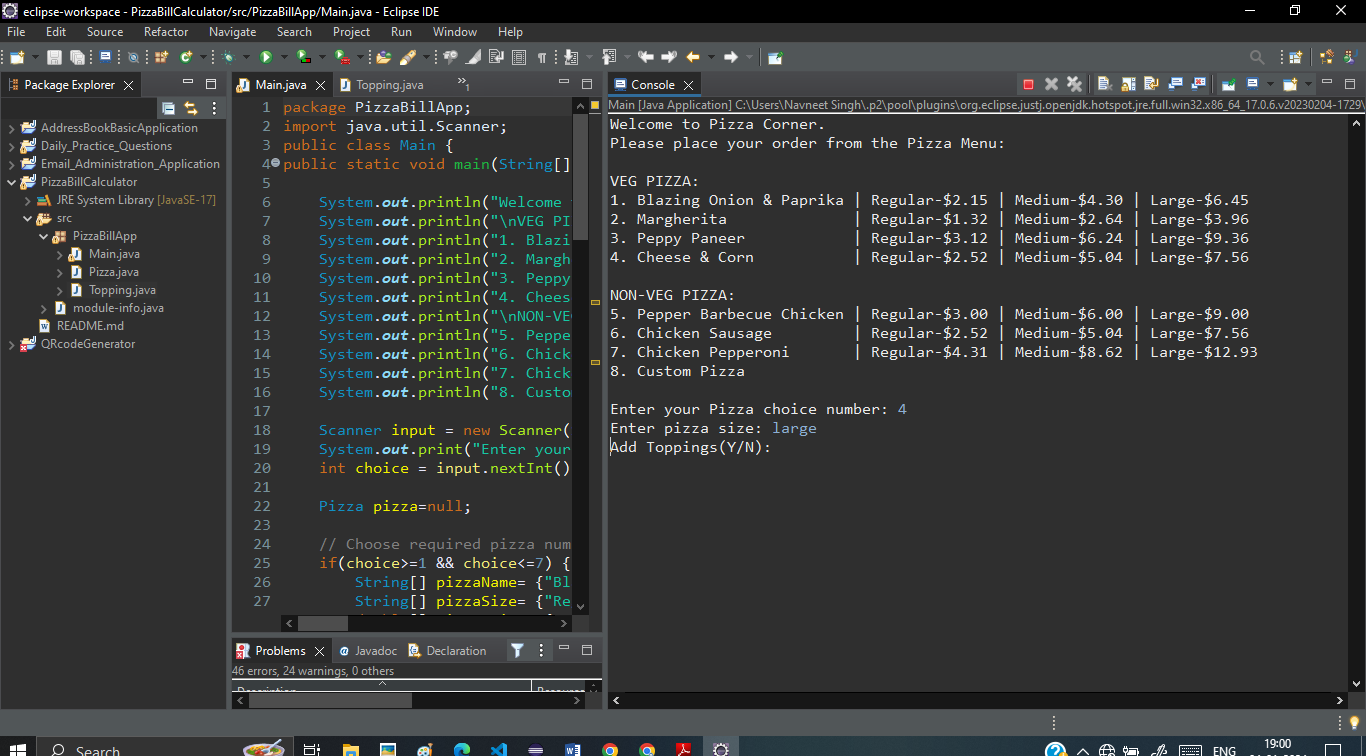 eclipse-workspace - PizzaBillCalculator/src/PizzaBillApp/Main.java - Eclipse IDE
File Edit Source Refactor Navigate Search Project Run Window Help
Package Explorer
AddressBookBasicApplication
Daily_Practice_Questions
Email_Administration_Application
PizzaBillCalculator
JRE System Library [JavaSE-17]
src
PizzaBillApp
Main.java
Pizza.java
Topping.java
module-info.java
README.md
QRcodeGenerator
Main.java Topping.java »1
1 package PizzaBillApp;
2 import java.util.Scanner;
3 public class Main {
4 public static void main(String[]
5
6 System.out.println("Welcome
7 System.out.println("\nVEG PI
8 System.out.println("1. Blazi
9 System.out.println("2. Margh
10 System.out.println("3. Peppy
11 System.out.println("4. Chees
12 System.out.println("\nNON-VE
13 System.out.println("5. Peppe
14 System.out.println("6. Chick
15 System.out.println("7. Chick
16 System.out.println("8. Custo
17
18 Scanner input = new Scanner(
19 System.out.print("Enter your
20 int choice = input.nextInt()
21
22 Pizza pizza=null;
23
24 // Choose required pizza num
25 if(choice>=1 && choice<=7) {
26 String[] pizzaName= {"Bl
27 String[] pizzaSize= {"Re
Problems Javadoc Declaration
46 errors, 24 warnings, 0 others
Console
Main [Java Application] C:\Users\Navneet Singh\.p2\pool\plugins\org.eclipse.justj.openjdk.hotspot.jre.full.win32.x86_64_17.0.6.v20230204-1729\
Welcome to Pizza Corner.
Please place your order from the Pizza Menu:
VEG PIZZA:
1. Blazing Onion & Paprika | Regular-$2.15 | Medium-$4.30 | Large-$6.45
2. Margherita | Regular-$1.32 | Medium-$2.64 | Large-$3.96
3. Peppy Paneer | Regular-$3.12 | Medium-$6.24 | Large-$9.36
4. Cheese & Corn | Regular-$2.52 | Medium-$5.04 | Large-$7.56
NON-VEG PIZZA:
5. Pepper Barbecue Chicken | Regular-$3.00 | Medium-$6.00 | Large-$9.00
6. Chicken Sausage | Regular-$2.52 | Medium-$5.04 | Large-$7.56
7. Chicken Pepperoni | Regular-$4.31 | Medium-$8.62 | Large-$12.93
8. Custom Pizza
Enter your Pizza choice number: 4
Enter pizza size: large
Add Toppings(Y/N):
Search
ENG
19:00